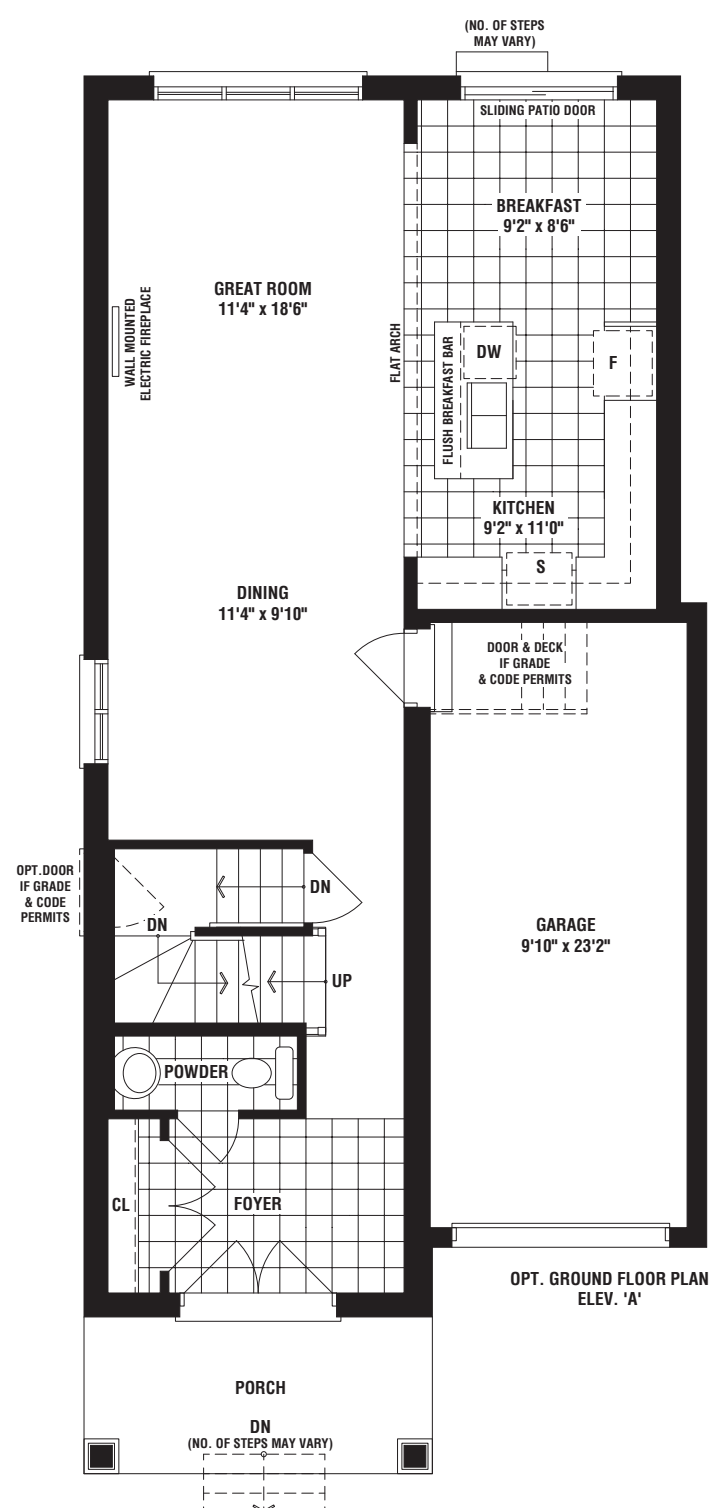 (NO. OF STEPS
MAY VARY)
SLIDING PATIO DOOR
BREAKFAST
9'2" x 8'6"
GREAT ROOM
11'4" x 18'6"
WALL MOUNTED
ELECTRIC FIREPLACE
FLAT ARCH
FLUSH BREAKFAST BAR
DW
F
KITCHEN
9'2" x 11'0"
S
DINING
11'4" x 9'10"
DOOR & DECK
IF GRADE
& CODE PERMITS
OPT.DOOR
IF GRADE
& CODE
PERMITS
DN
DN
UP
GARAGE
9'10" x 23'2"
POWDER
CL
FOYER
OPT. GROUND FLOOR PLAN
ELEV. 'A'
PORCH
DN
(NO. OF STEPS MAY VARY)